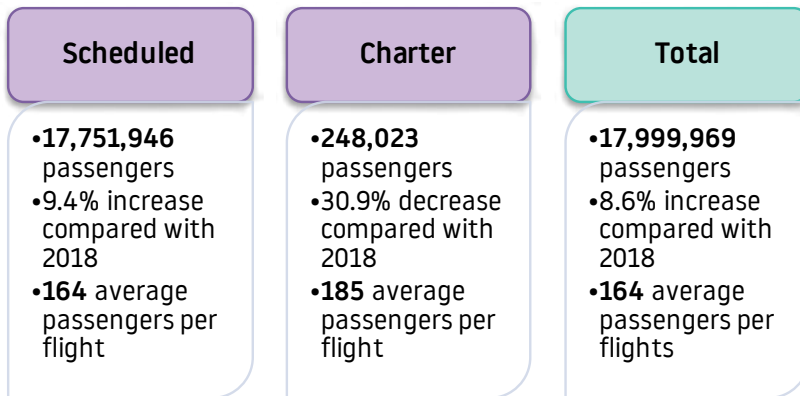 Scheduled
•17,751,946
passengers
•9.4% increase
compared with
2018
•164 average
passengers per
flight
Charter
•248,023
passengers
•30.9% decrease
compared with
2018
•185 average
passengers per
flight
Total
•17,999,969
passengers
•8.6% increase
compared with
2018
•164 average
passengers per
flights